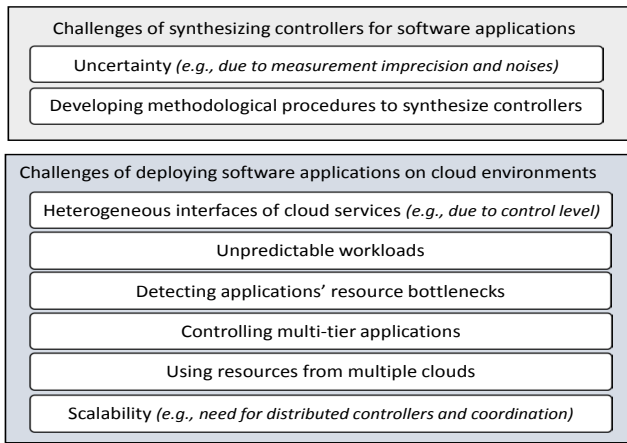 Challenges of synthesizing controllers for software applications
Uncertainty (e.g., due to measurement imprecision and noises)
Developing methodological procedures to synthesize controllers
Challenges of deploying software applications on cloud environments
Heterogeneous interfaces of cloud services (e.g., due to control level)
Unpredictable workloads
Detecting applications’ resource bottlenecks
Controlling multi-tier applications
Using resources from multiple clouds
Scalability (e.g., need for distributed controllers and coordination)